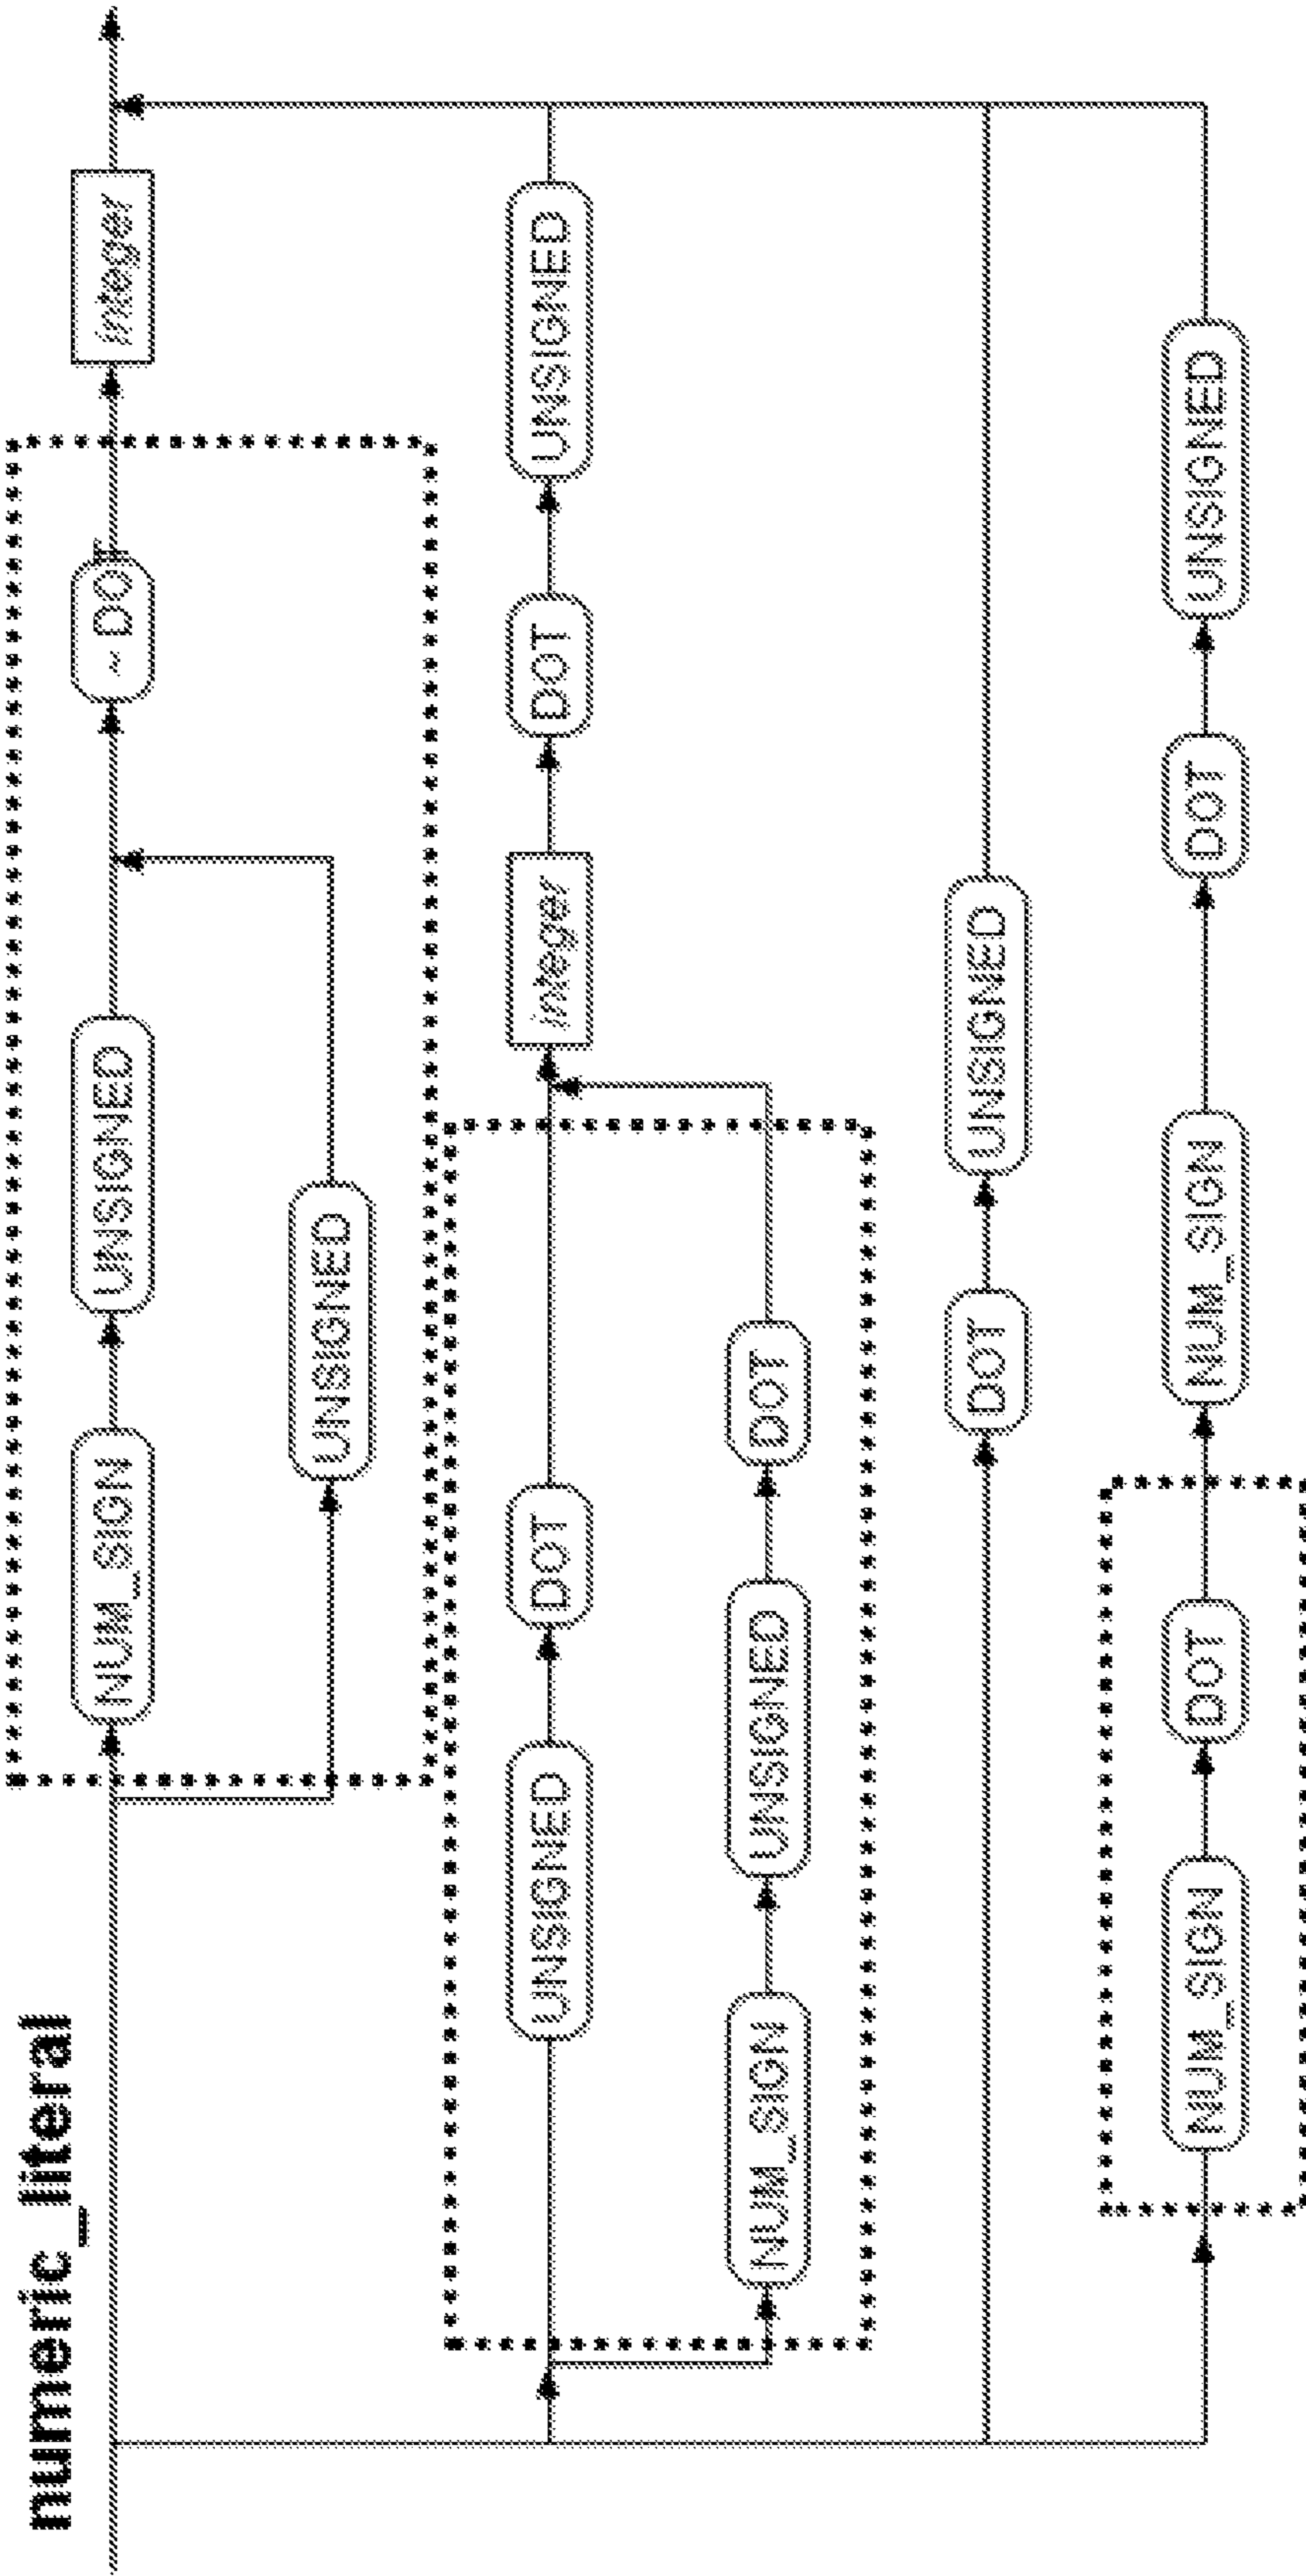 numeric_literal
NUM_SIGN UNSIGNED ~ DOT integer
UNSIGNED
UNSIGNED DOT integer DOT UNSIGNED
NUM_SIGN UNSIGNED DOT
DOT UNSIGNED
NUM_SIGN DOT NUM_SIGN DOT UNSIGNED